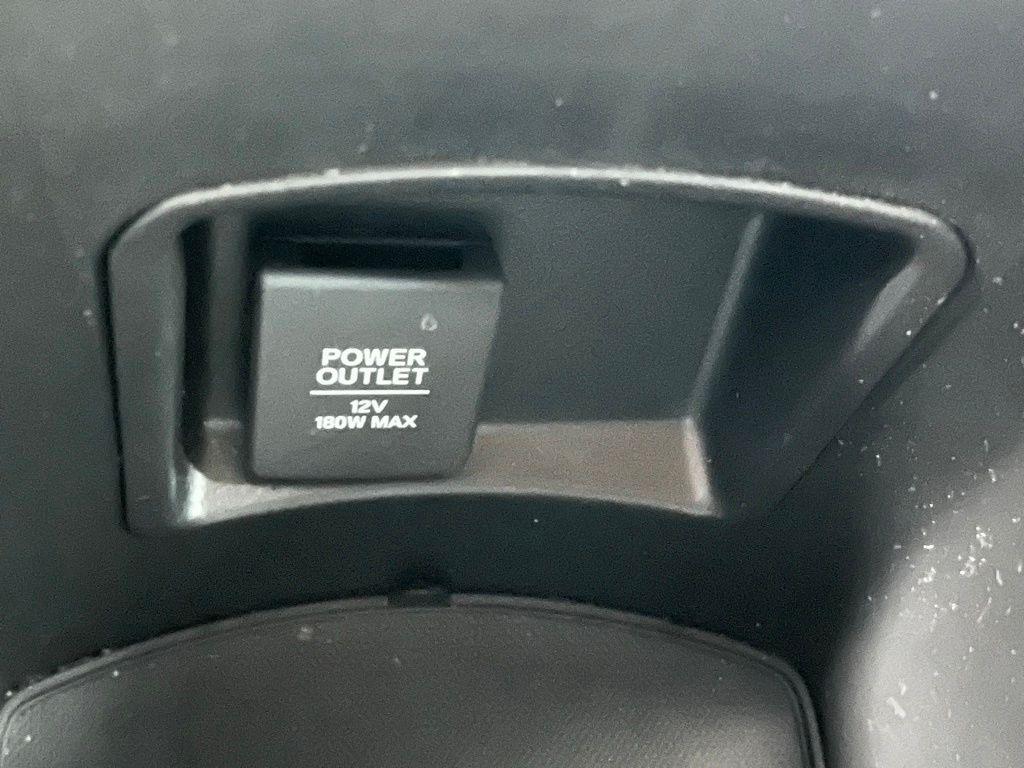 POWER
OUTLET
12V
180W MAX